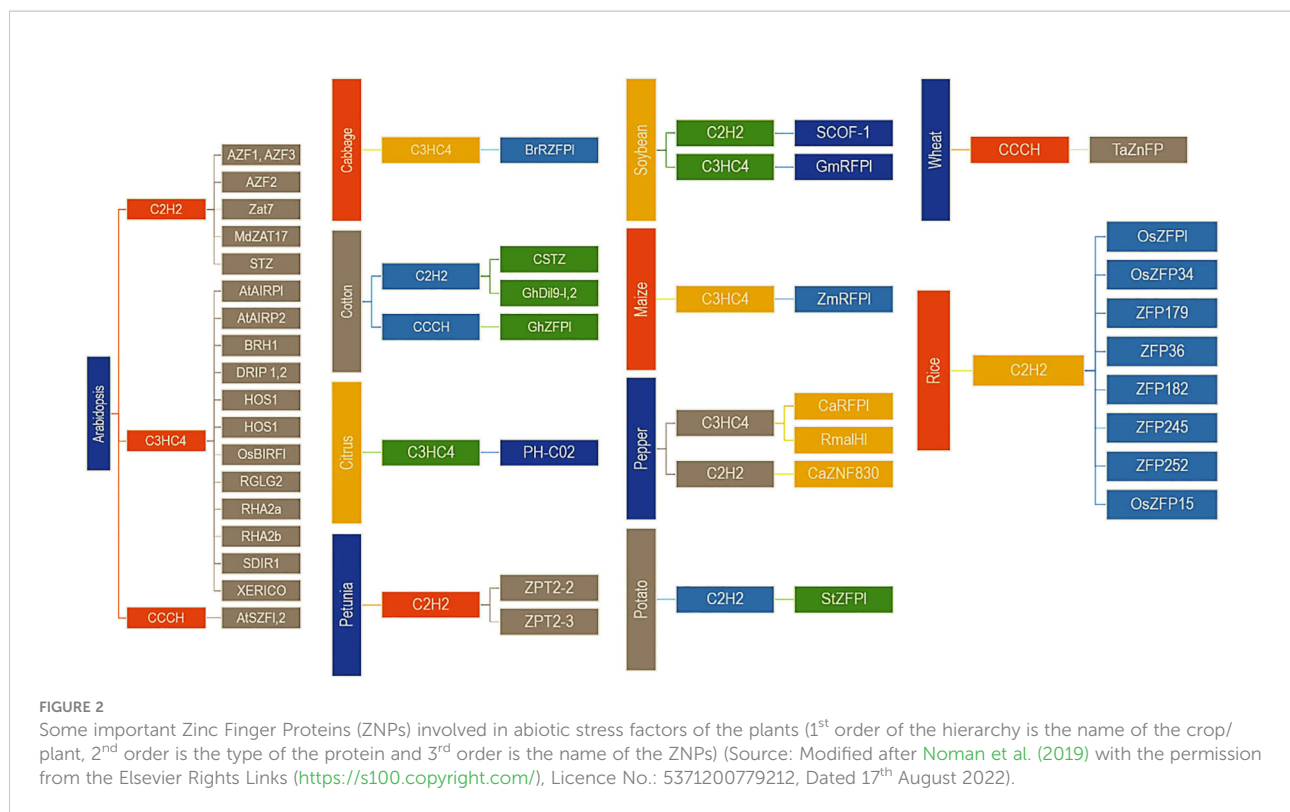 Arabidopsis
C2H2
AZF1, AZF3
AZF2
Zat7
MdZAT17
STZ
C3HC4
AtAIRPI
AtAIRP2
BRH1
DRIP 1,2
HOS1
HOS1
OsBIRFI
RGLG2
RHA2a
RHA2b
SDIR1
XERICO
CCCH
AtSZFI,2
Cabbage
C3HC4
BrRZFPI
Cotton
C2H2
CSTZ
GhDil9-I,2
CCCH
GhZFPI
Citrus
C3HC4
PH-C02
Petunia
C2H2
ZPT2-2
ZPT2-3
Soybean
C2H2
SCOF-1
C3HC4
GmRFPI
Maize
C3HC4
ZmRFPI
Pepper
C3HC4
CaRFPI
RmalHI
C2H2
CaZNF830
Potato
C2H2
StZFPI
Wheat
CCCH
TaZnFP
Rice
C2H2
OsZFPI
OsZFP34
ZFP179
ZFP36
ZFP182
ZFP245
ZFP252
OsZFP15
FIGURE 2
Some important Zinc Finger Proteins (ZNPs) involved in abiotic stress factors of the plants (1st order of the hierarchy is the name of the crop/
plant, 2nd order is the type of the protein and 3rd order is the name of the ZNPs) (Source: Modified after Noman et al. (2019) with the permission
from the Elsevier Rights Links (https://s100.copyright.com/), Licence No.: 5371200779212, Dated 17th August 2022).